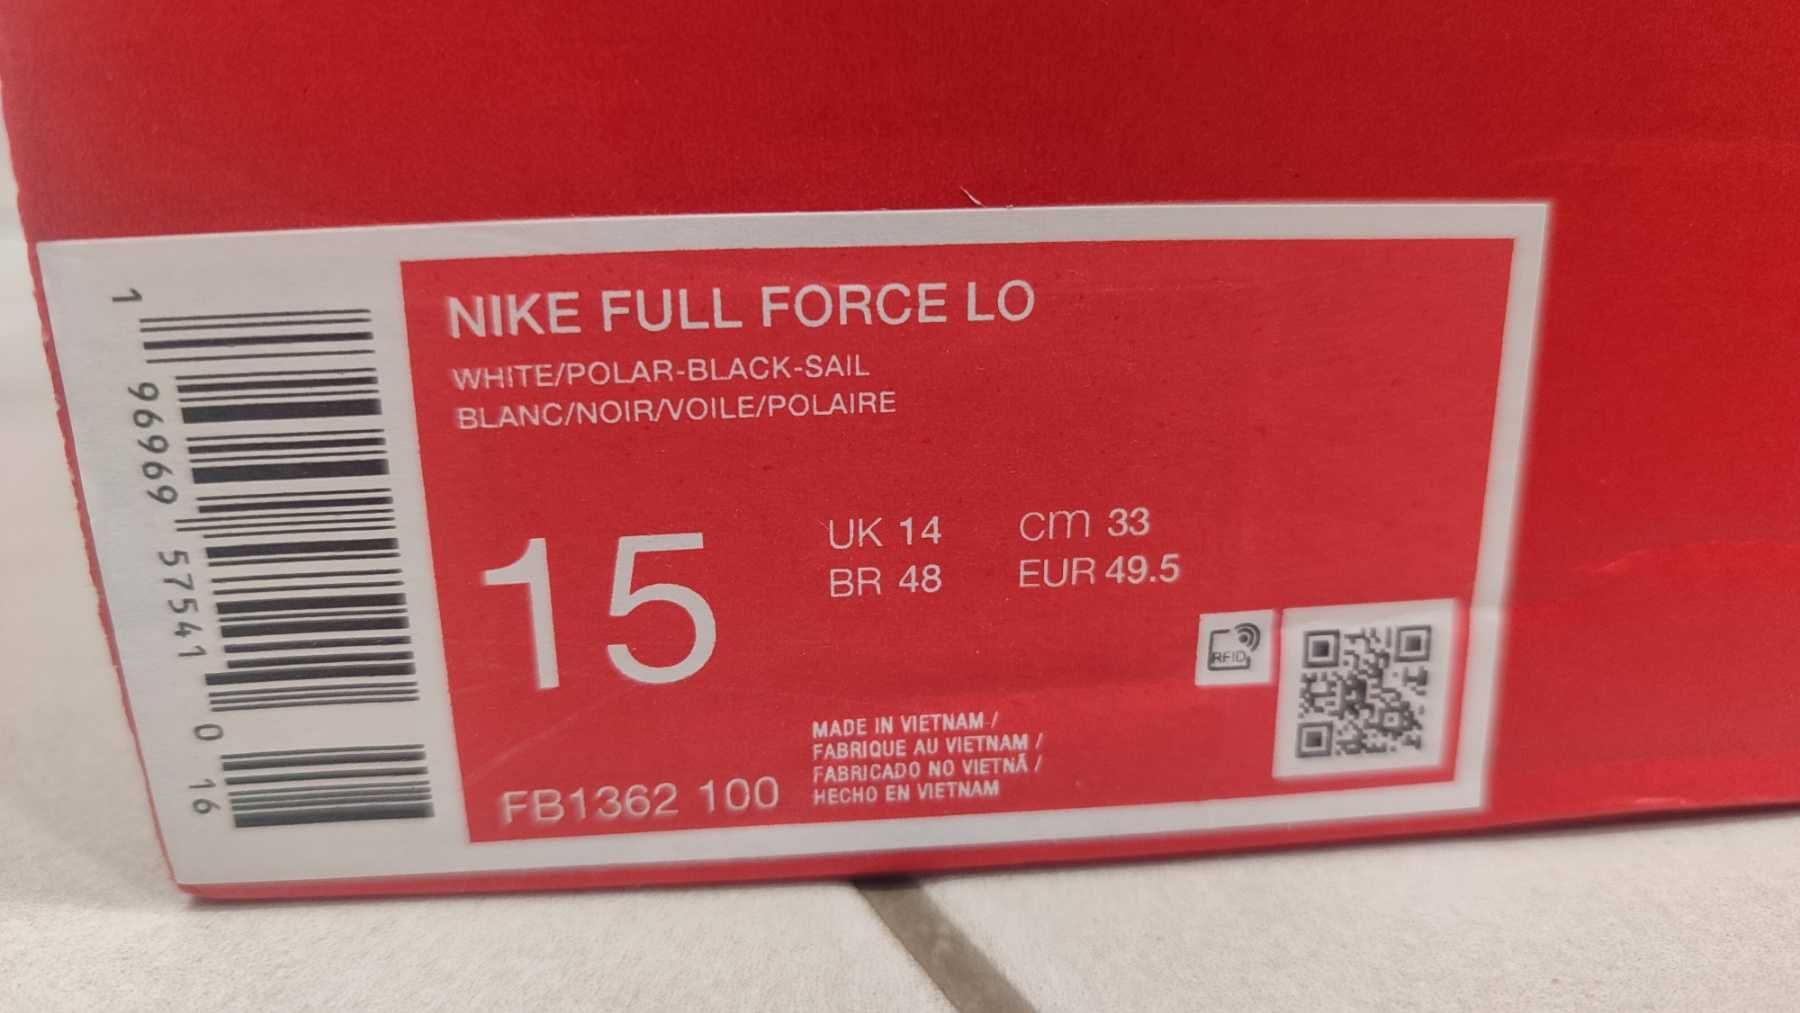 NIKE FULL FORCE LO
WHITE/POLAR-BLACK-SAIL
BLANC/NOIR/VOILE/POLAIRE
15
UK 14 cm 33
BR 48 EUR 49.5
RFID
MADE IN VIETNAM /
FABRIQUE AU VIETNAM /
FABRICADO NO VIETNÃ /
HECHO EN VIETNAM
FB1362 100
1 96969 57541 0 16